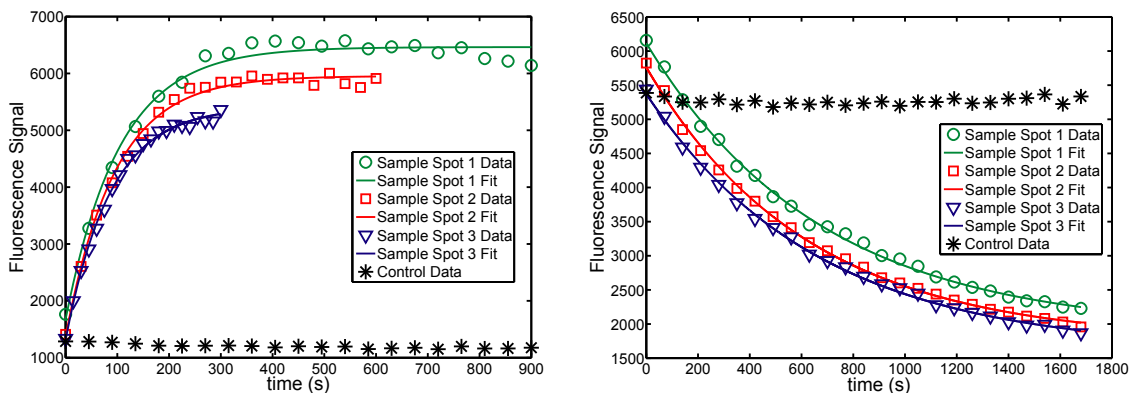 7000
6000
5000
4000
3000
2000
1000
Fluorescence Signal
0 100 200 300 400 500 600 700 800 900
time (s)
Sample Spot 1 Data
Sample Spot 1 Fit
Sample Spot 2 Data
Sample Spot 2 Fit
Sample Spot 3 Data
Sample Spot 3 Fit
Control Data
6500
6000
5500
5000
4500
4000
3500
3000
2500
2000
1500
Fluorescence Signal
0 200 400 600 800 1000 1200 1400 1600 1800
time (s)
Sample Spot 1 Data
Sample Spot 1 Fit
Sample Spot 2 Data
Sample Spot 2 Fit
Sample Spot 3 Data
Sample Spot 3 Fit
Control Data